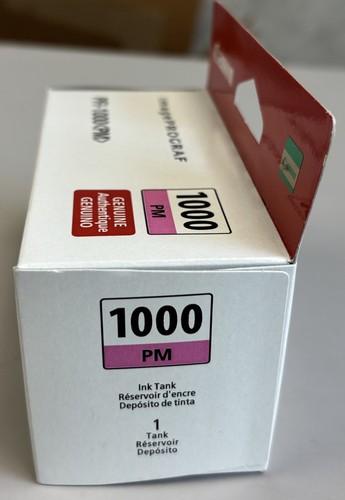 Canon
imagePROGRAF
PFI-1000(PM)
1000
PM
GENUINE
Authentique
GENUINO
1000
PM
Ink Tank
Réservoir d'encre
Depósito de tinta
1
Tank
Réservoir
Depósito